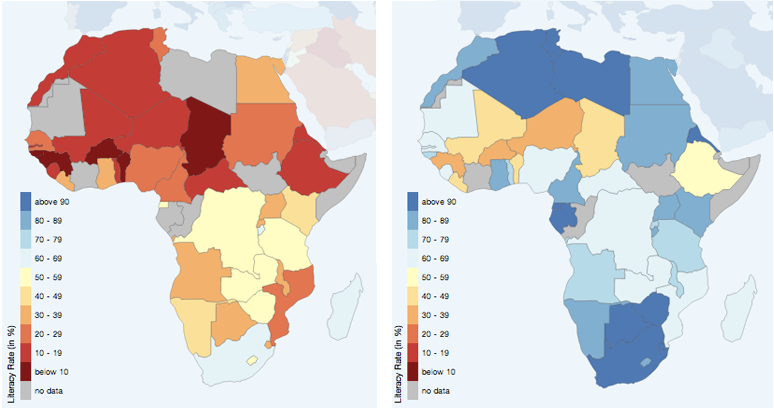 above 90
80 - 89
70 - 79
60 - 69
50 - 59
40 - 49
30 - 39
20 - 29
10 - 19
below 10
no data
Literacy Rate (in %)
above 90
80 - 89
70 - 79
60 - 69
50 - 59
40 - 49
30 - 39
20 - 29
10 - 19
below 10
no data
Literacy Rate (in %)